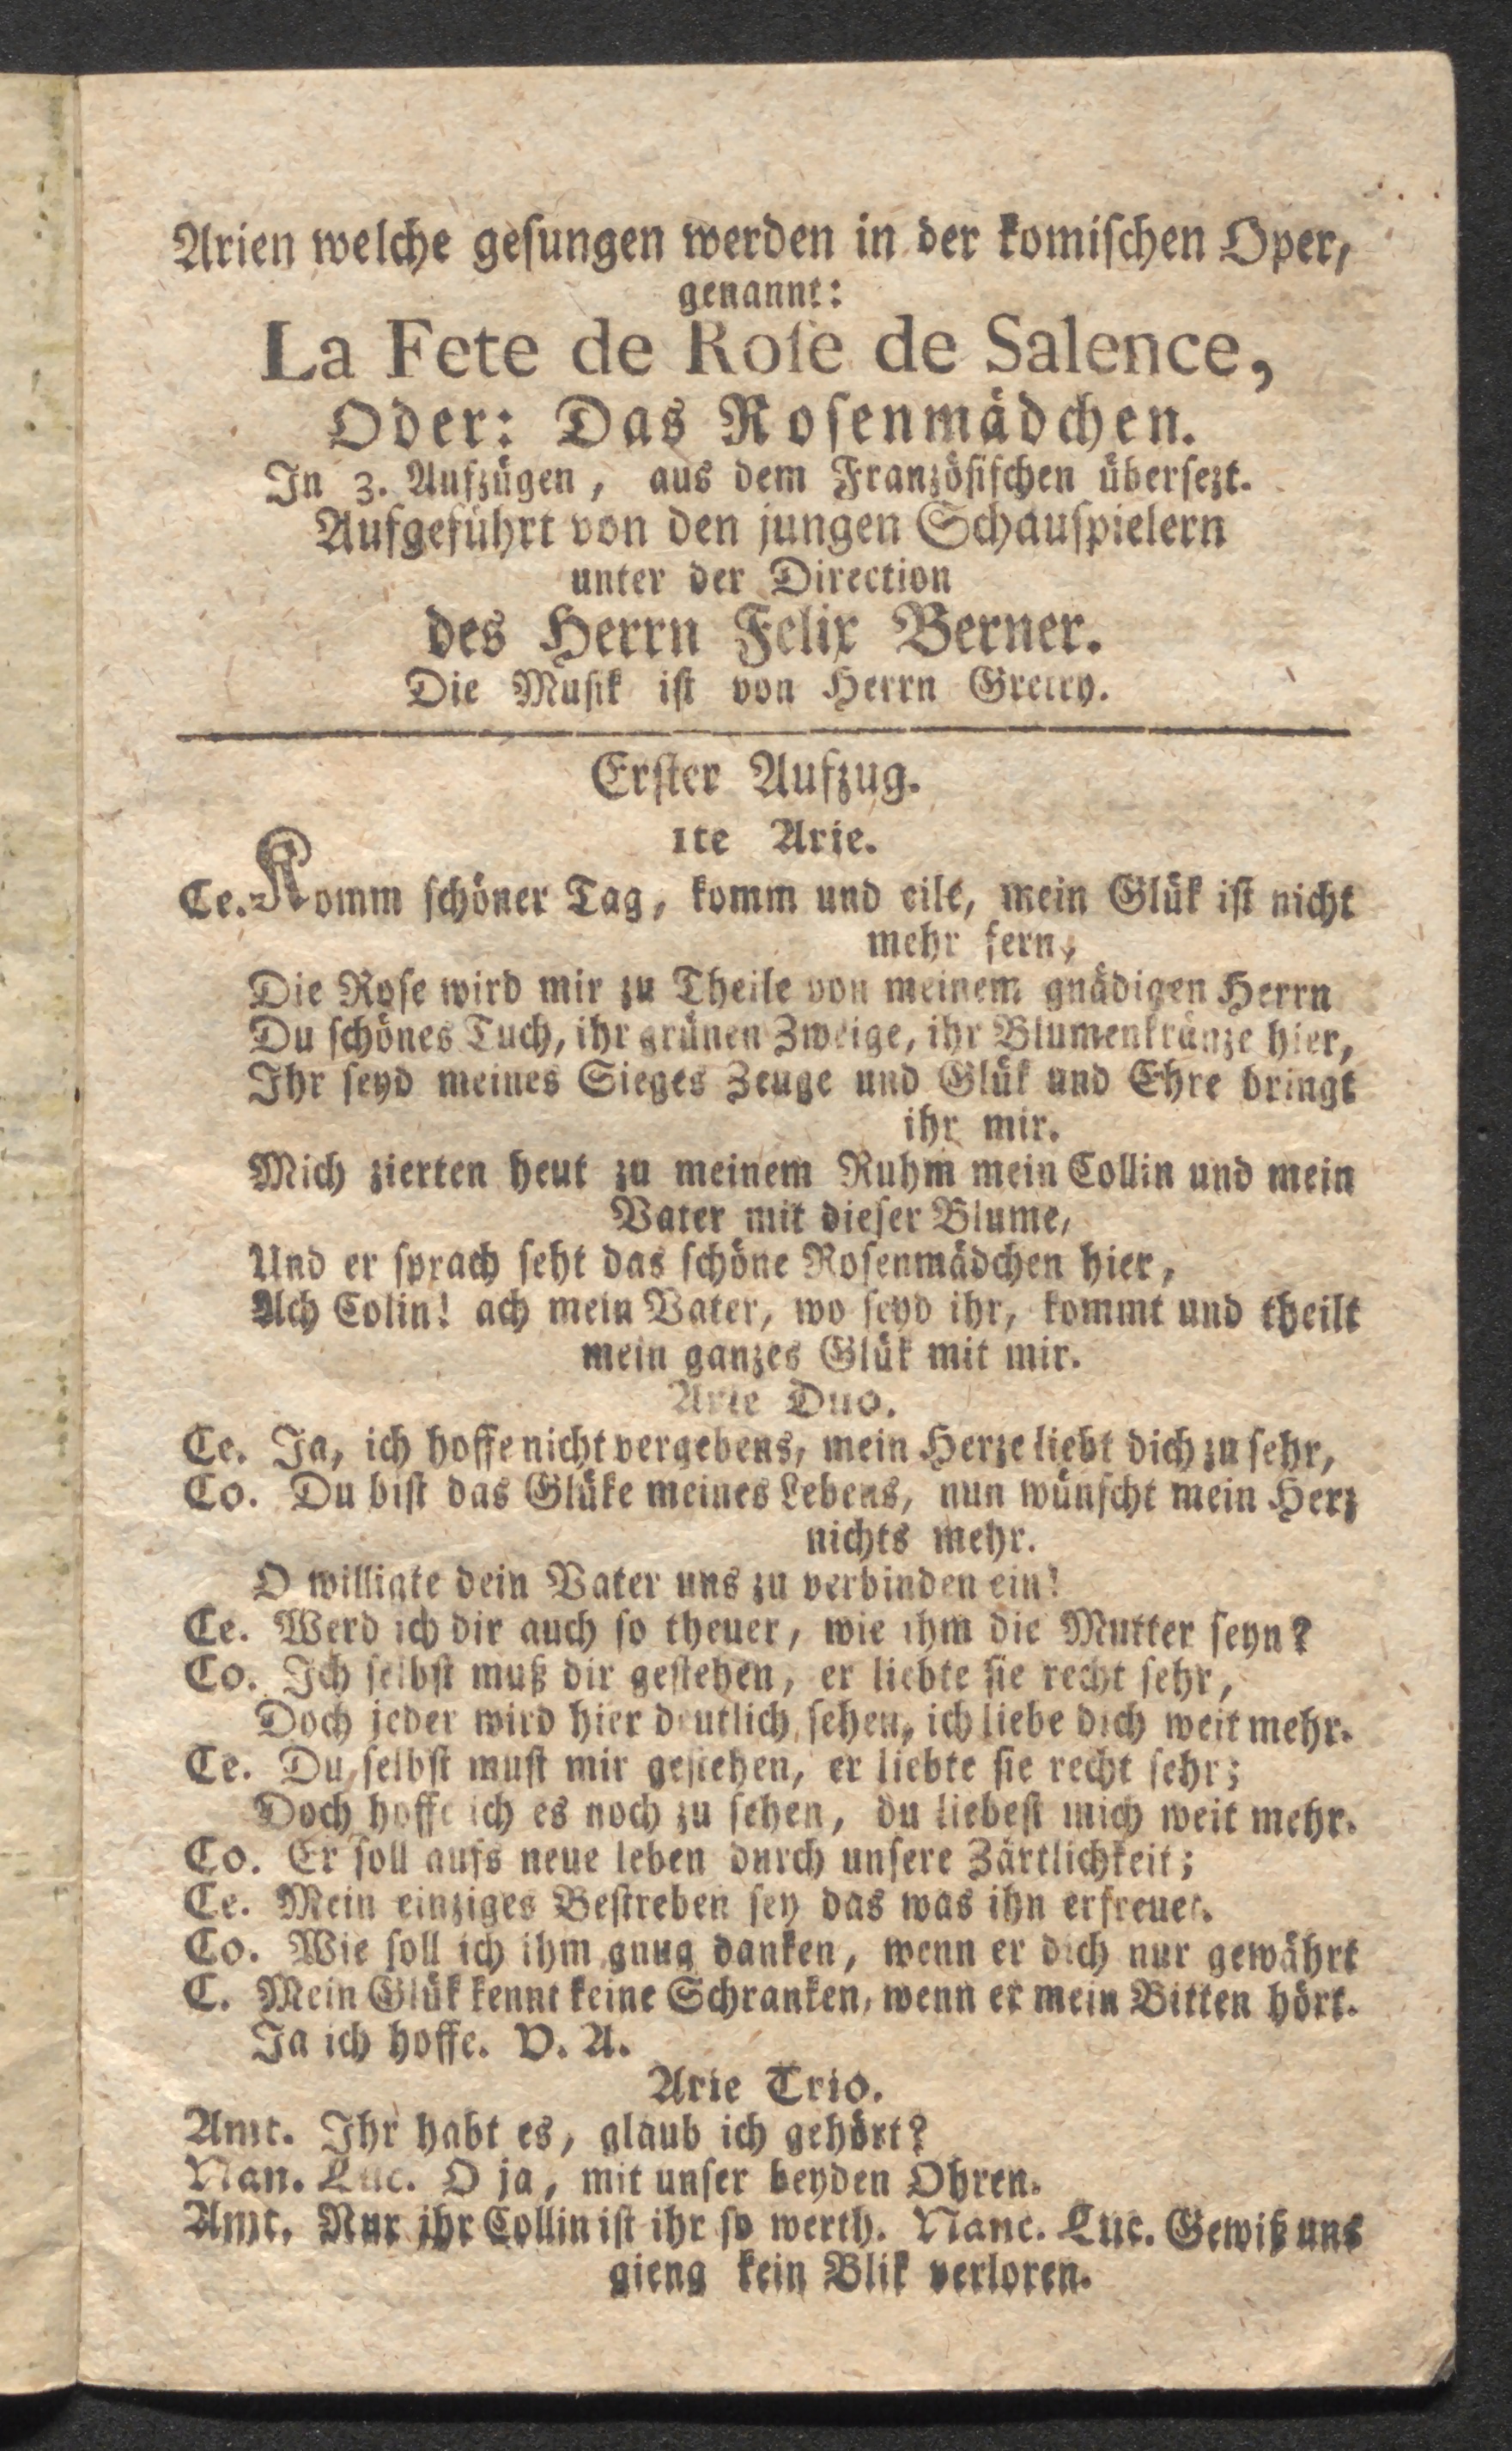 Arien welche gesungen werden in der komischen Oper,
genannt:
La Fete de Rose de Salence,
Oder: Das Rosenmädchen.
In 3. Aufzügen, aus dem Französischen übersezt.
Aufgeführt von den jungen Schauspielern
unter der Direction
des Herrn Felix Berner.
Die Musik ist von Herrn Gretry.
Erster Aufzug.
1te Arie.
Ce. Komm schöner Tag, komm und eile, mein Glük ist nicht
mehr fern,
Die Rose wird mir zu Theile von meinem gnädigen Herrn
Du schönes Tuch, ihr grünen Zweige, ihr Blumenkränze hier,
Ihr seyd meines Sieges Zeuge und Glük und Ehre bringt
ihr mir.
Mich zierten heut zu meinem Ruhm mein Collin und mein
Vater mit dieser Blume,
Und er sprach seht das schöne Rosenmädchen hier,
Ach Colin! ach mein Vater, wo seyd ihr, kommt und theilt
mein ganzes Glük mit mir.
Arie Duo.
Ce. Ja, ich hoffe nicht vergebens, mein Herze liebt dich zu sehr,
Co. Du bist das Glüke meines Lebens, nun wünscht mein Herz
nichts mehr.
O willigte dein Vater uns zu verbinden ein!
Ce. Werd ich dir auch so theuer, wie ihm die Mutter seyn?
Co. Ich selbst muß dir gestehen, er liebte sie recht sehr,
Doch jeder wird hier deutlich sehen, ich liebe dich weit mehr.
Ce. Du selbst must mir gestehen, er liebte sie recht sehr;
Doch hoffe ich es noch zu sehen, du liebest mich weit mehr.
Co. Er soll aufs neue leben durch unsere Zärtlichkeit;
Ce. Mein einziges Bestreben sey das was ihn erfreuet.
Co. Wie soll ich ihm gnug danken, wenn er dich nur gewährt
C. Mein Glük kennt keine Schranken, wenn er mein Bitten hört.
Ja ich hoffe. V. A.
Arie Trio.
Amt. Ihr habt es, glaub ich gehört?
Nan. Luc. O ja, mit unser beyden Ohren.
Amt. Nur ihr Collin ist ihr so werth. Nanc. Luc. Gewiß uns
gieng kein Blik verloren.